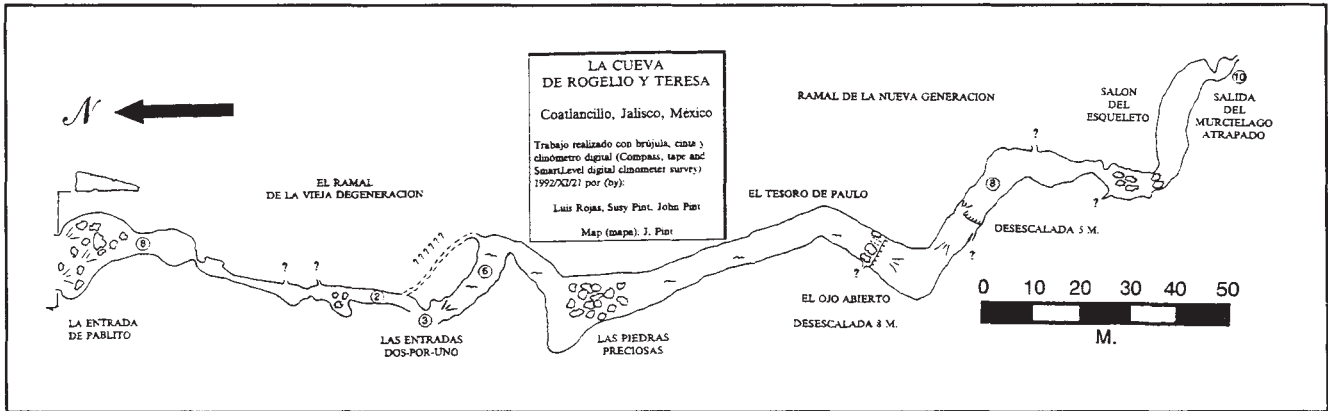 LA CUEVA
DE ROGELIO Y TERESA
Coatlancillo, Jalisco, México
Trabajo realizado con brújula, cinta y
clinómetro digital (Compass, tape and
SmartLevel digital clinometer survey)
1992/XI/21 por (by):
Luis Rojas, Susy Pint, John Pint
Map (mapa): J. Pint
N
EL RAMAL
DE LA VIEJA DEGENERACION
RAMAL DE LA NUEVA GENERACION
SALON
DEL
ESQUELETO
10
SALIDA
DEL
MURCIELAGO
ATRAPADO
EL TESORO DE PAULO
?
8
DESESCALADA 5 M.
?
?
?
8
? ?
2
??????
3
6
LA ENTRADA
DE PABLITO
LAS ENTRADAS
DOS-POR-UNO
LAS PIEDRAS
PRECIOSAS
EL OJO ABIERTO
DESESCALADA 8 M.
0 10 20 30 40 50
M.